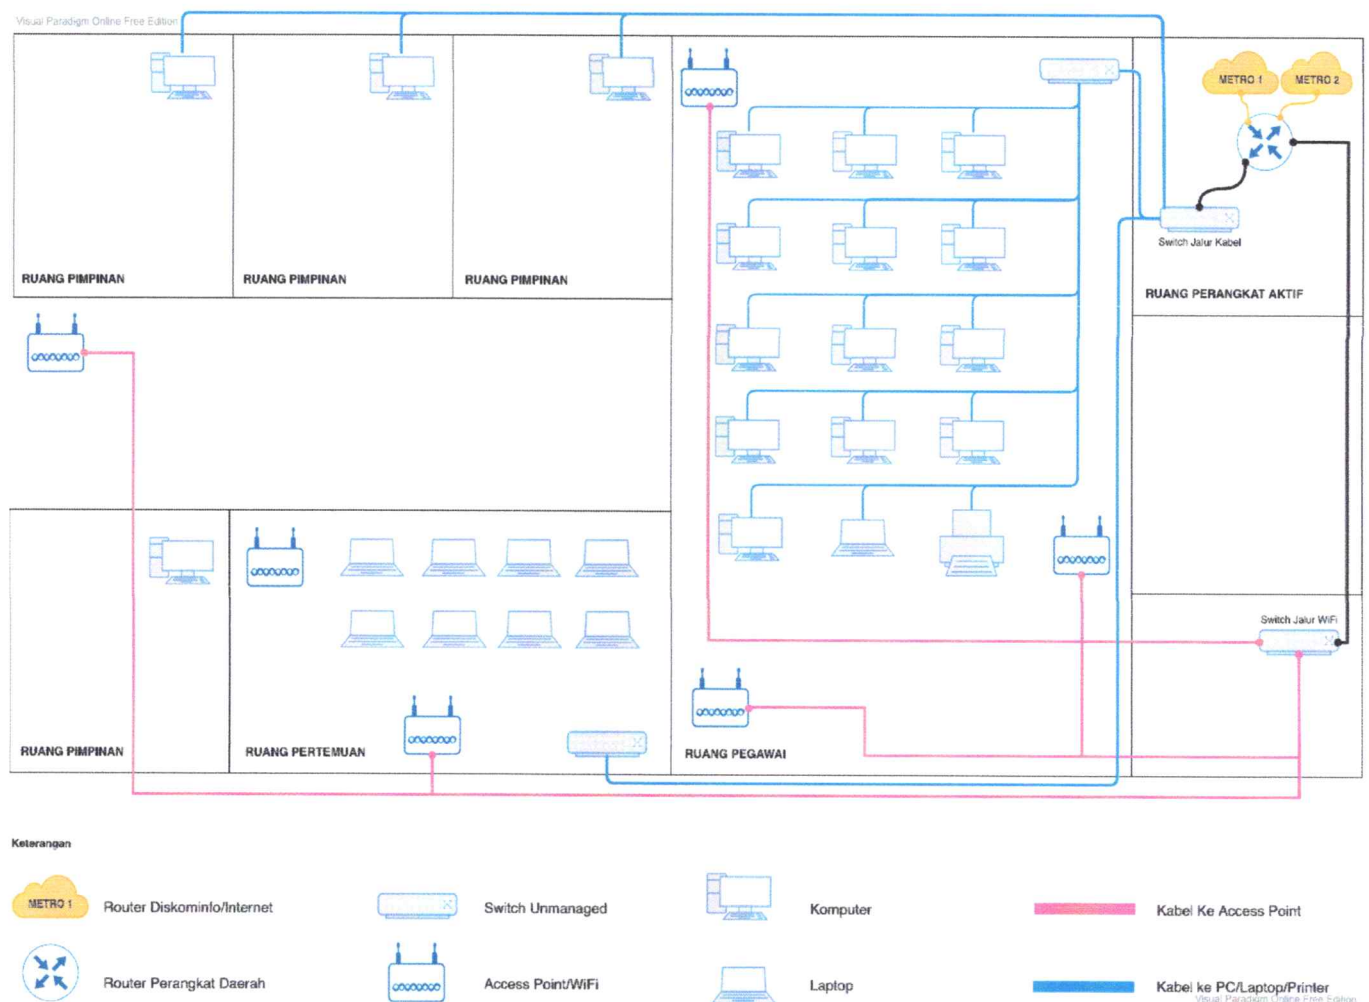 Visual Paradigm Online Free Edition
METRO 1
METRO 2
Switch Jalur Kabel
RUANG PIMPINAN
RUANG PIMPINAN
RUANG PIMPINAN
RUANG PERANGKAT AKTIF
Switch Jalur WiFi
RUANG PIMPINAN
RUANG PERTEMUAN
RUANG PEGAWAI
Keterangan
METRO 1
Router Diskominfo/Internet
Switch Unmanaged
Komputer
Kabel Ke Access Point
Router Perangkat Daerah
Access Point/WiFi
Laptop
Kabel ke PC/Laptop/Printer
Visual Paradigm Online Free Edition